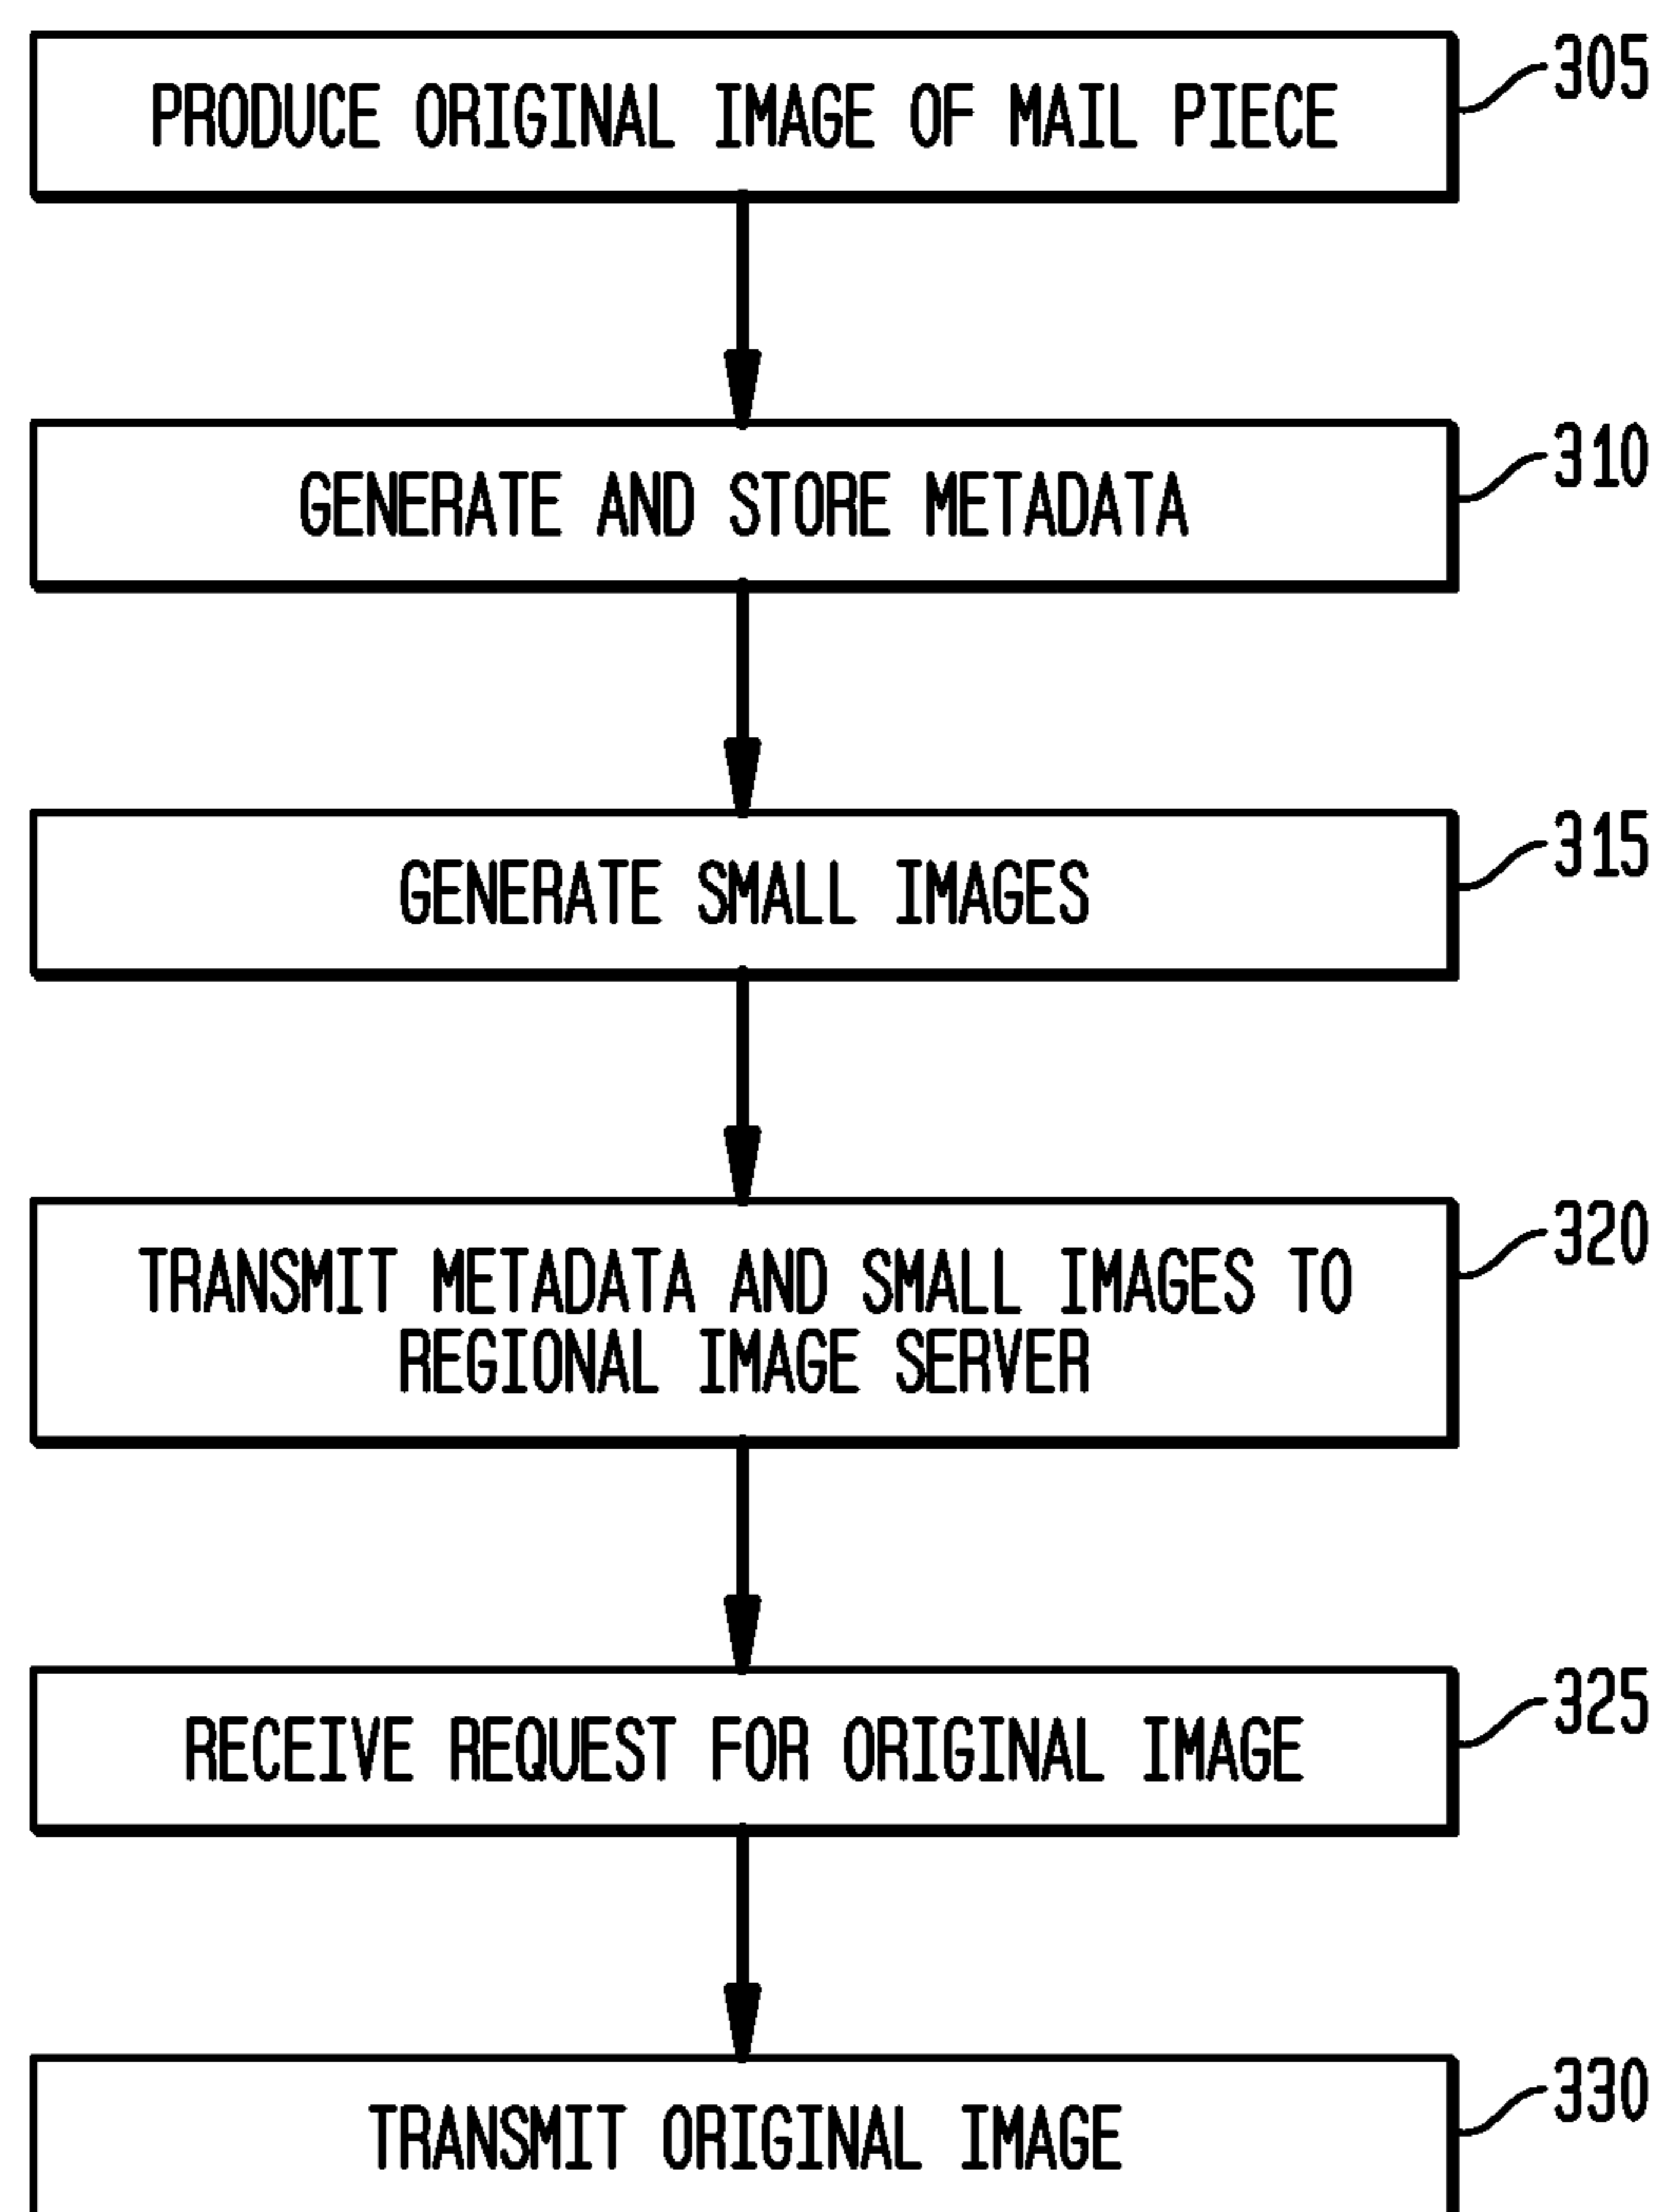 PRODUCE ORIGINAL IMAGE OF MAIL PIECE
305
GENERATE AND STORE METADATA
310
GENERATE SMALL IMAGES
315
TRANSMIT METADATA AND SMALL IMAGES TO
REGIONAL IMAGE SERVER
320
RECEIVE REQUEST FOR ORIGINAL IMAGE
325
TRANSMIT ORIGINAL IMAGE
330